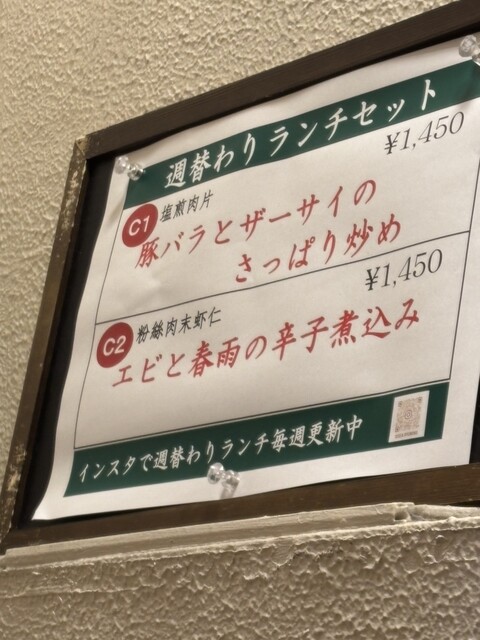 週替わりランチセット
¥1,450
C1 塩煎肉片
豚バラとザーサイの
さっぱり炒め
¥1,450
C2 粉絲肉末虾仁
エビと春雨の辛子煮込み
インスタで週替わりランチ毎週更新中